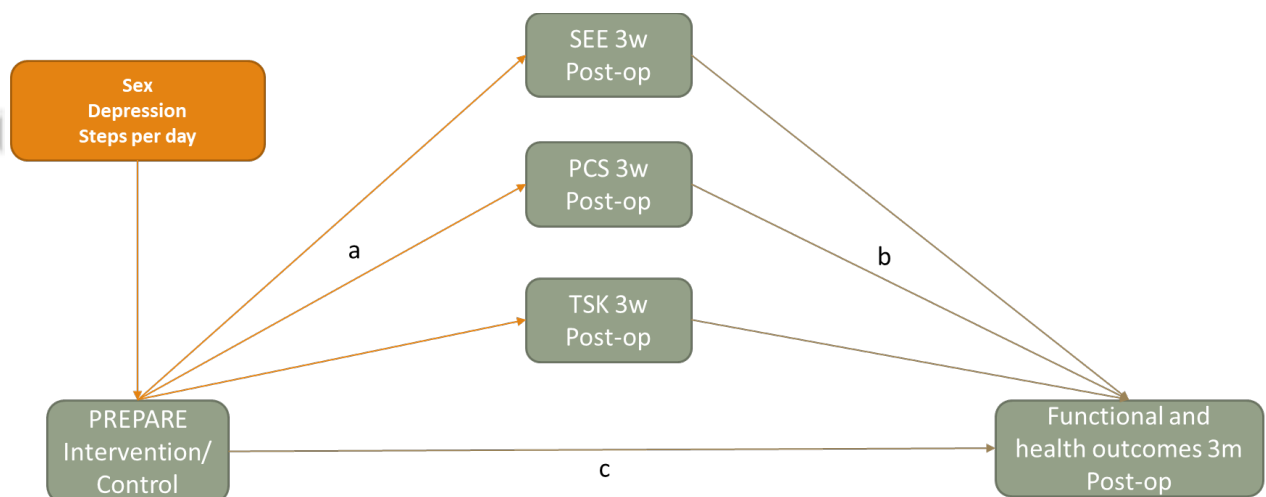 SEE 3w
Post-op
Sex
Depression
Steps per day
PCS 3w
Post-op
a
b
TSK 3w
Post-op
PREPARE
Intervention/
Control
c
Functional and
health outcomes 3m
Post-op